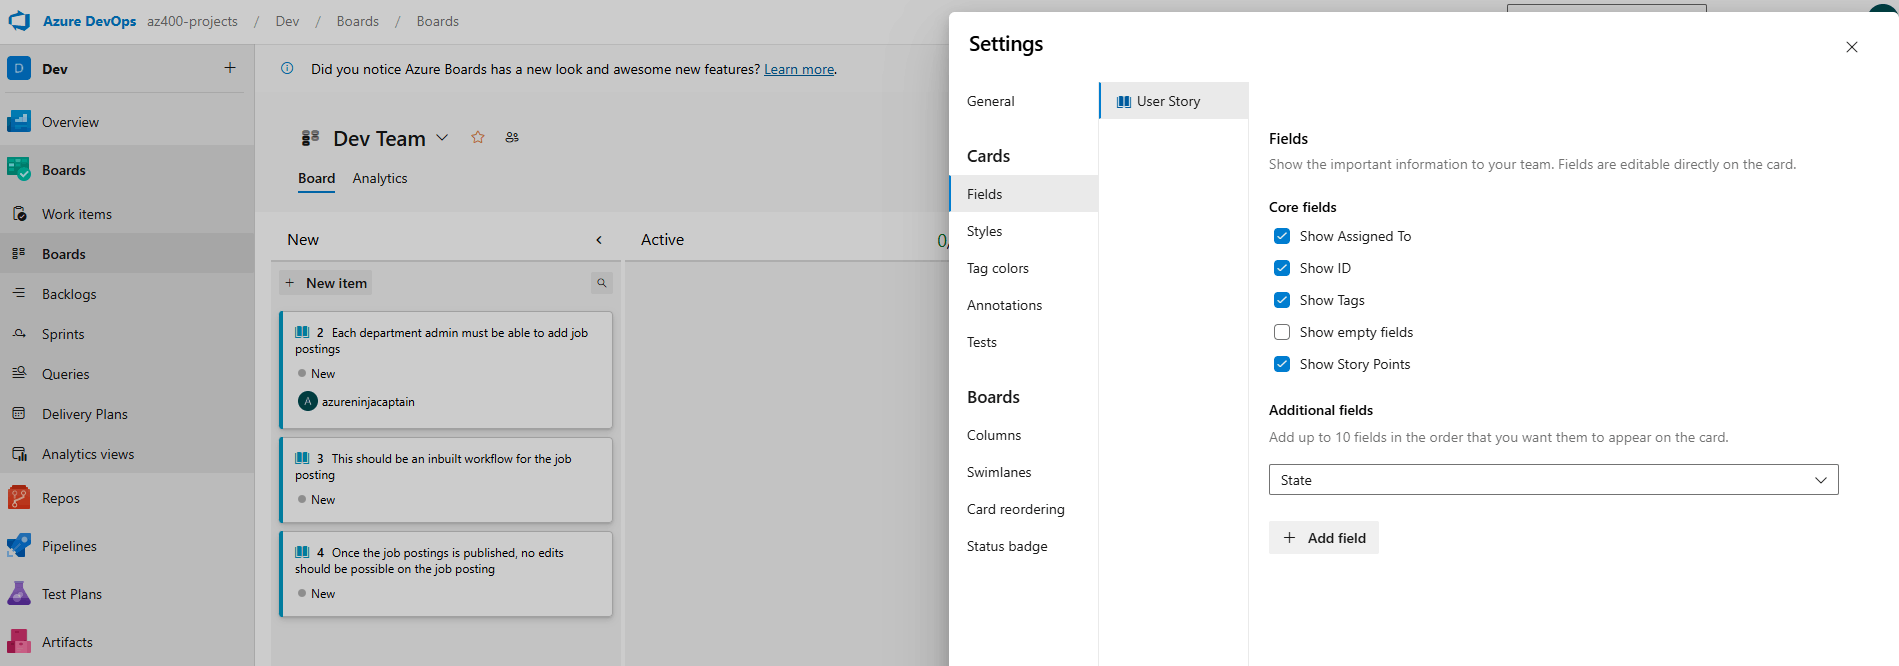 Azure DevOps az400-projects / Dev / Boards / Boards
D Dev +
Overview
Boards
Work items
Boards
Backlogs
Sprints
Queries
Delivery Plans
Analytics views
Repos
Pipelines
Test Plans
Artifacts
Did you notice Azure Boards has a new look and awesome new features? Learn more.
Dev Team
Board Analytics
New
+ New item
2 Each department admin must be able to add job
postings
New
A azureninjacaptain
3 This should be an inbuilt workflow for the job
posting
New
4 Once the job postings is published, no edits
should be possible on the job posting
New
Active 0/
Settings
General
Cards
Fields
Styles
Tag colors
Annotations
Tests
Boards
Columns
Swimlanes
Card reordering
Status badge
User Story
Fields
Show the important information to your team. Fields are editable directly on the card.
Core fields
Show Assigned To
Show ID
Show Tags
Show empty fields
Show Story Points
Additional fields
Add up to 10 fields in the order that you want them to appear on the card.
State
+ Add field